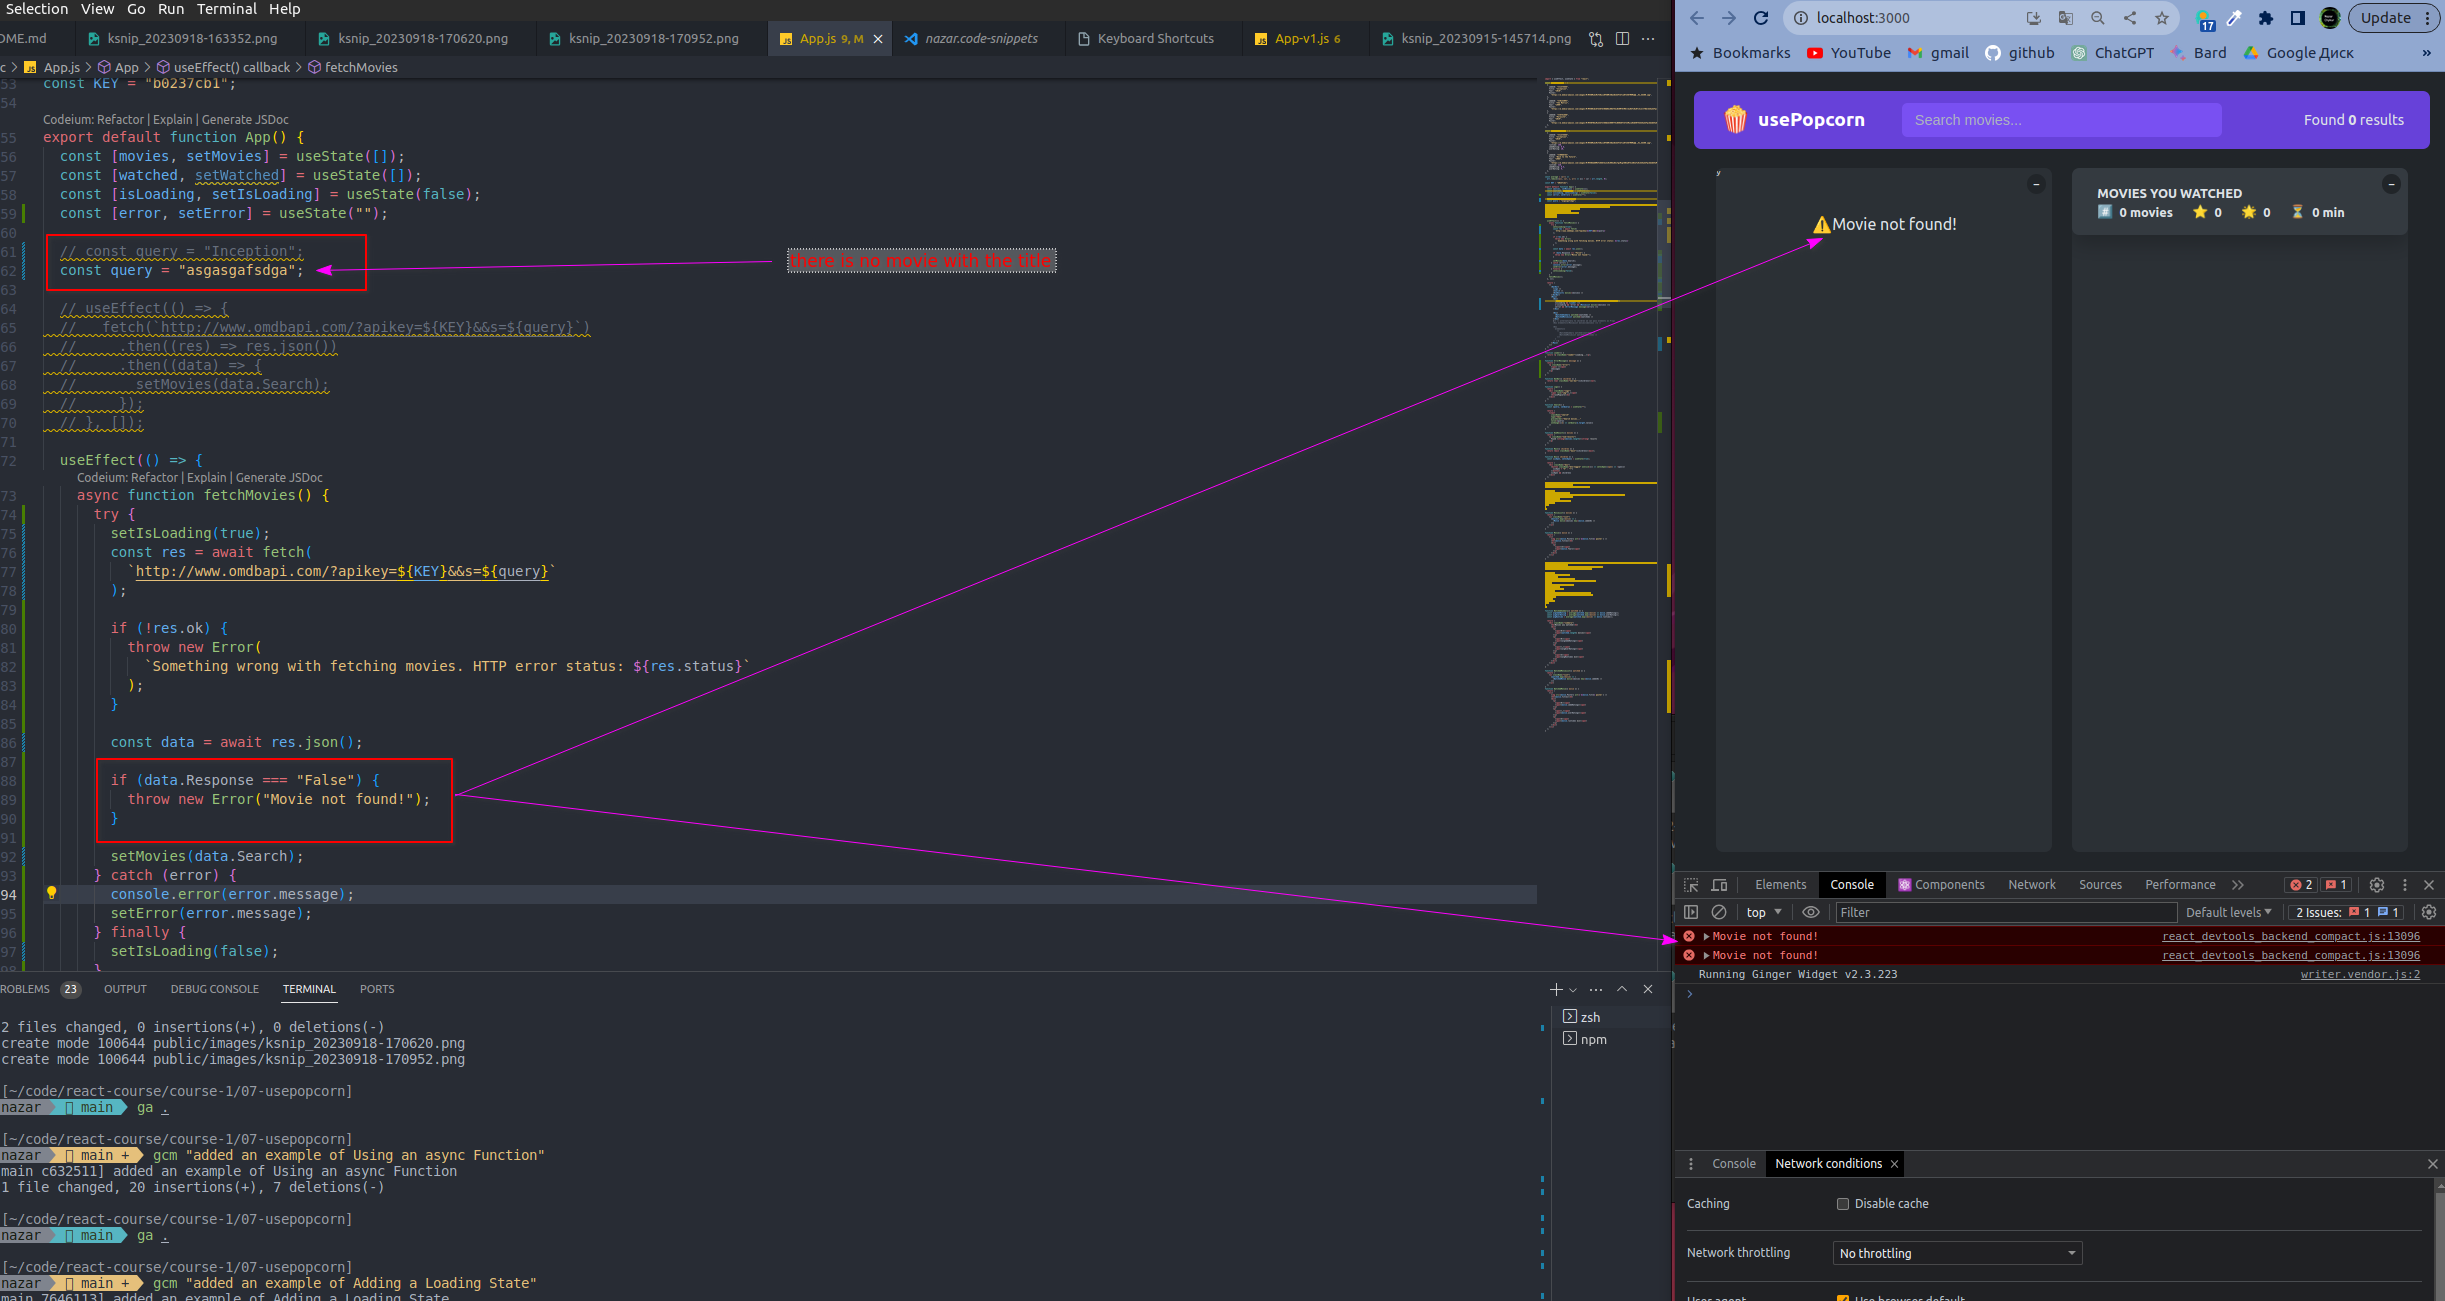 Selection View Go Run Terminal Help
OME.md
ksnip_20230918-163352.png
ksnip_20230918-170620.png
ksnip_20230918-170952.png
App.js 9, M
nazar.code-snippets
Keyboard Shortcuts
App-v1.js 6
ksnip_20230915-145714.png
c > App.js > App > useEffect() callback > fetchMovies
53 const KEY = "b0237cb1";
54
Codeium: Refactor | Explain | Generate JSDoc
55 export default function App() {
56 const [movies, setMovies] = useState([]);
57 const [watched, setWatched] = useState([]);
58 const [isLoading, setIsLoading] = useState(false);
59 const [error, setError] = useState("");
60
61 // const query = "Inception";
62 const query = "asgasgafsdga";
there is no movie with the title
63
64 // useEffect(() => {
65 // fetch(`http://www.omdbapi.com/?apikey=${KEY}&&s=${query}`)
66 // .then((res) => res.json())
67 // .then((data) => {
68 // setMovies(data.Search);
69 // });
70 // }, []);
71
72 useEffect(() => {
Codeium: Refactor | Explain | Generate JSDoc
73 async function fetchMovies() {
74 try {
75 setIsLoading(true);
76 const res = await fetch(
77 `http://www.omdbapi.com/?apikey=${KEY}&&s=${query}`
78 );
79
80 if (!res.ok) {
81 throw new Error(
82 `Something wrong with fetching movies. HTTP error status: ${res.status}`
83 );
84 }
85
86 const data = await res.json();
87
88 if (data.Response === "False") {
89 throw new Error("Movie not found!");
90 }
91
92 setMovies(data.Search);
93 } catch (error) {
94 console.error(error.message);
95 setError(error.message);
96 } finally {
97 setIsLoading(false);
98 }
ROBLEMS 23 OUTPUT DEBUG CONSOLE TERMINAL PORTS
zsh
npm
2 files changed, 0 insertions(+), 0 deletions(-)
create mode 100644 public/images/ksnip_20230918-170620.png
create mode 100644 public/images/ksnip_20230918-170952.png
[~/code/react-course/course-1/07-usepopcorn]
nazar main ga .
[~/code/react-course/course-1/07-usepopcorn]
nazar main + gcm "added an example of Using an async Function"
main c632511] added an example of Using an async Function
1 file changed, 20 insertions(+), 7 deletions(-)
[~/code/react-course/course-1/07-usepopcorn]
nazar main ga .
[~/code/react-course/course-1/07-usepopcorn]
nazar main + gcm "added an example of Adding a Loading State"
main 7646113] added an example of Adding a Loading State
localhost:3000
17
Update
Bookmarks YouTube gmail github ChatGPT Bard Google Диск »
usePopcorn
Search movies...
Found 0 results
y
Movie not found!
MOVIES YOU WATCHED
0 movies 0 0 0 min
Elements Console Components Network Sources Performance 2 1
top Filter Default levels 2 Issues: 1 1
Movie not found! react_devtools_backend_compact.js:13096
Movie not found! react_devtools_backend_compact.js:13096
Running Ginger Widget v2.3.223 writer.vendor.js:2
Console Network conditions
Caching Disable cache
Network throttling No throttling
User agent Use browser default